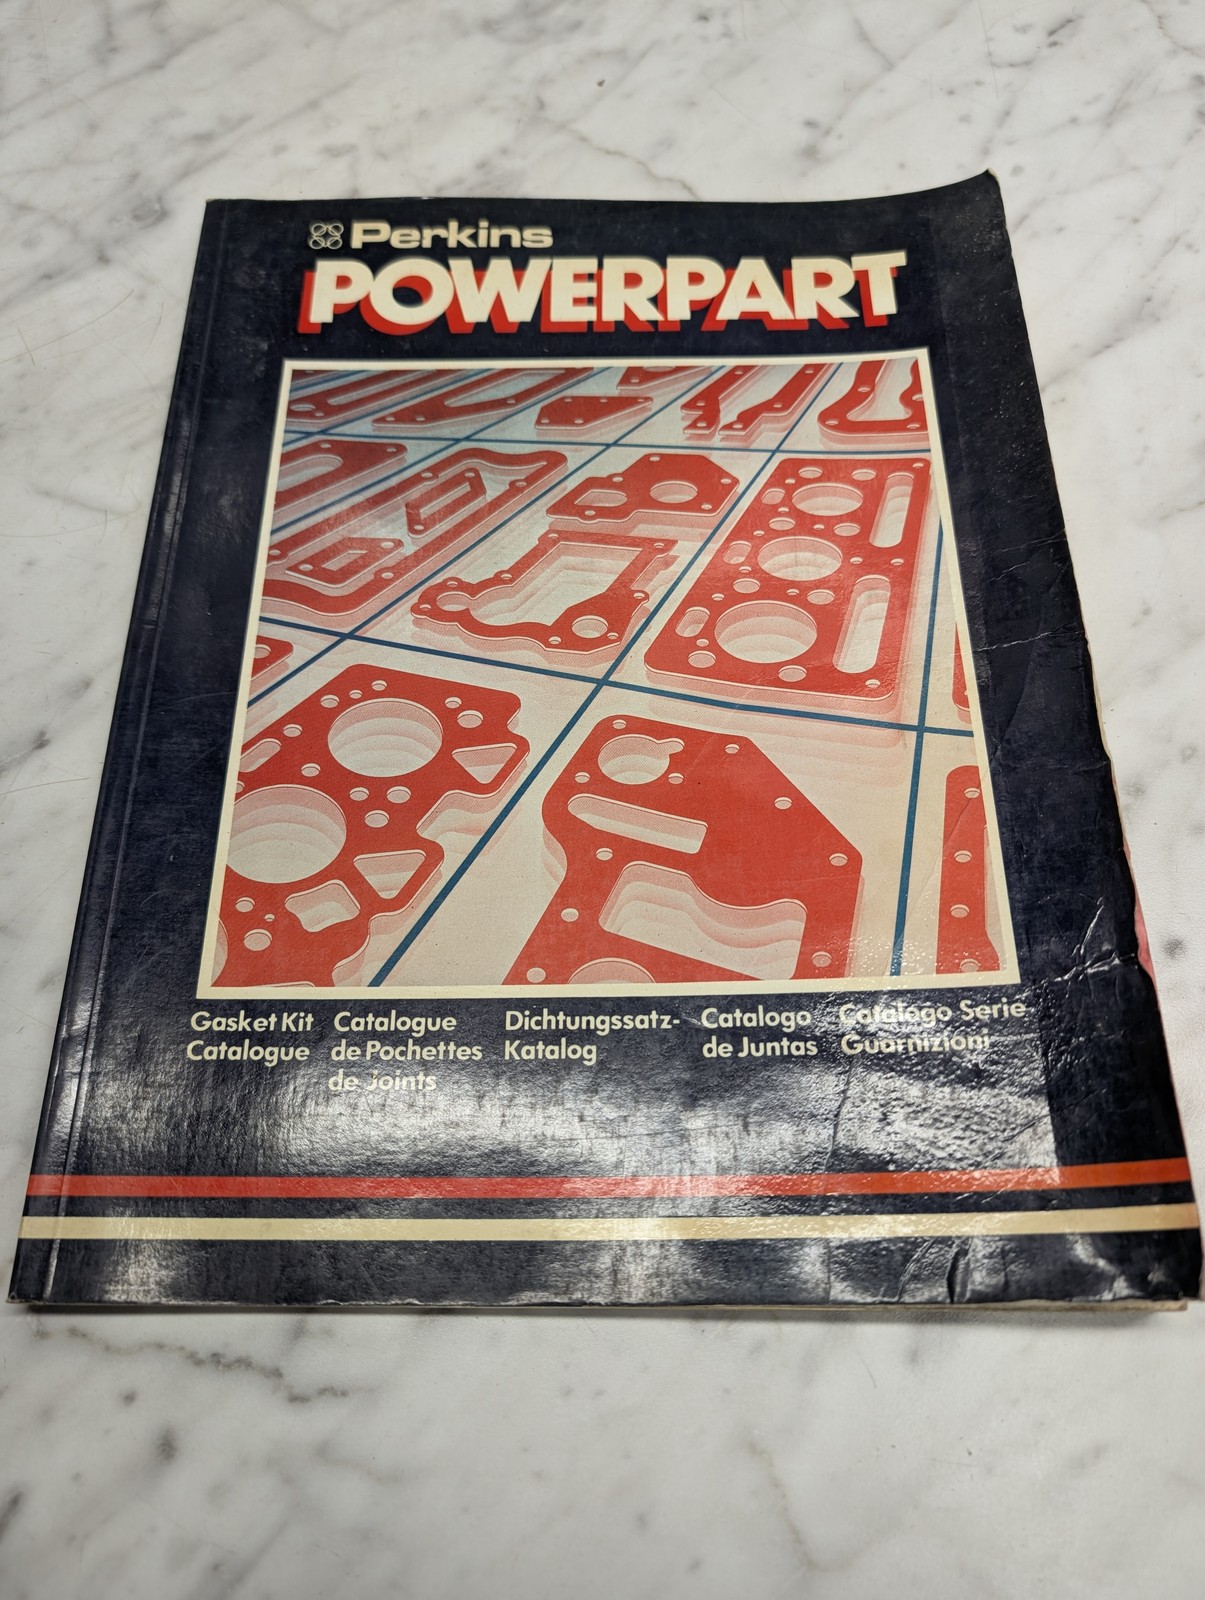 Perkins
POWERPART
Gasket Kit
Catalogue
Catalogue
de Pochettes
de Joints
Dichtungssatz-
Katalog
Catalogo
de Juntas
Catalogo Serie
Guarnizioni